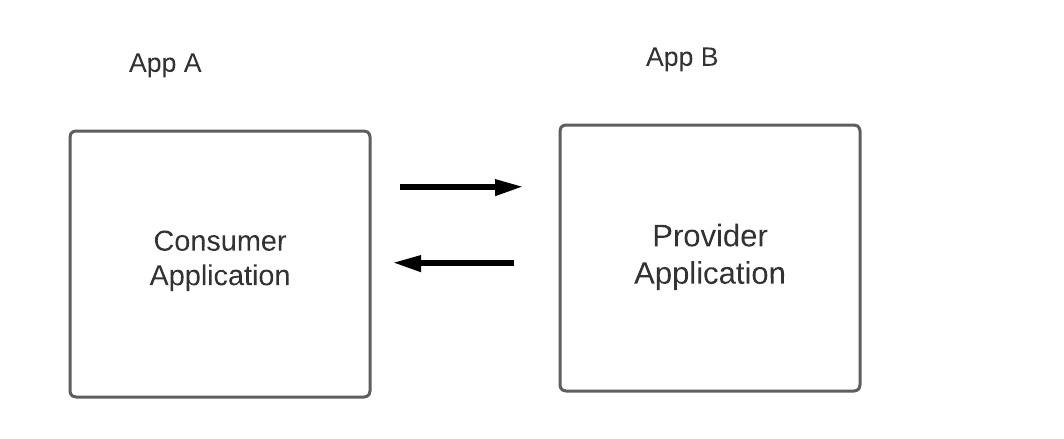 App A
App B
Consumer
Application
Provider
Application